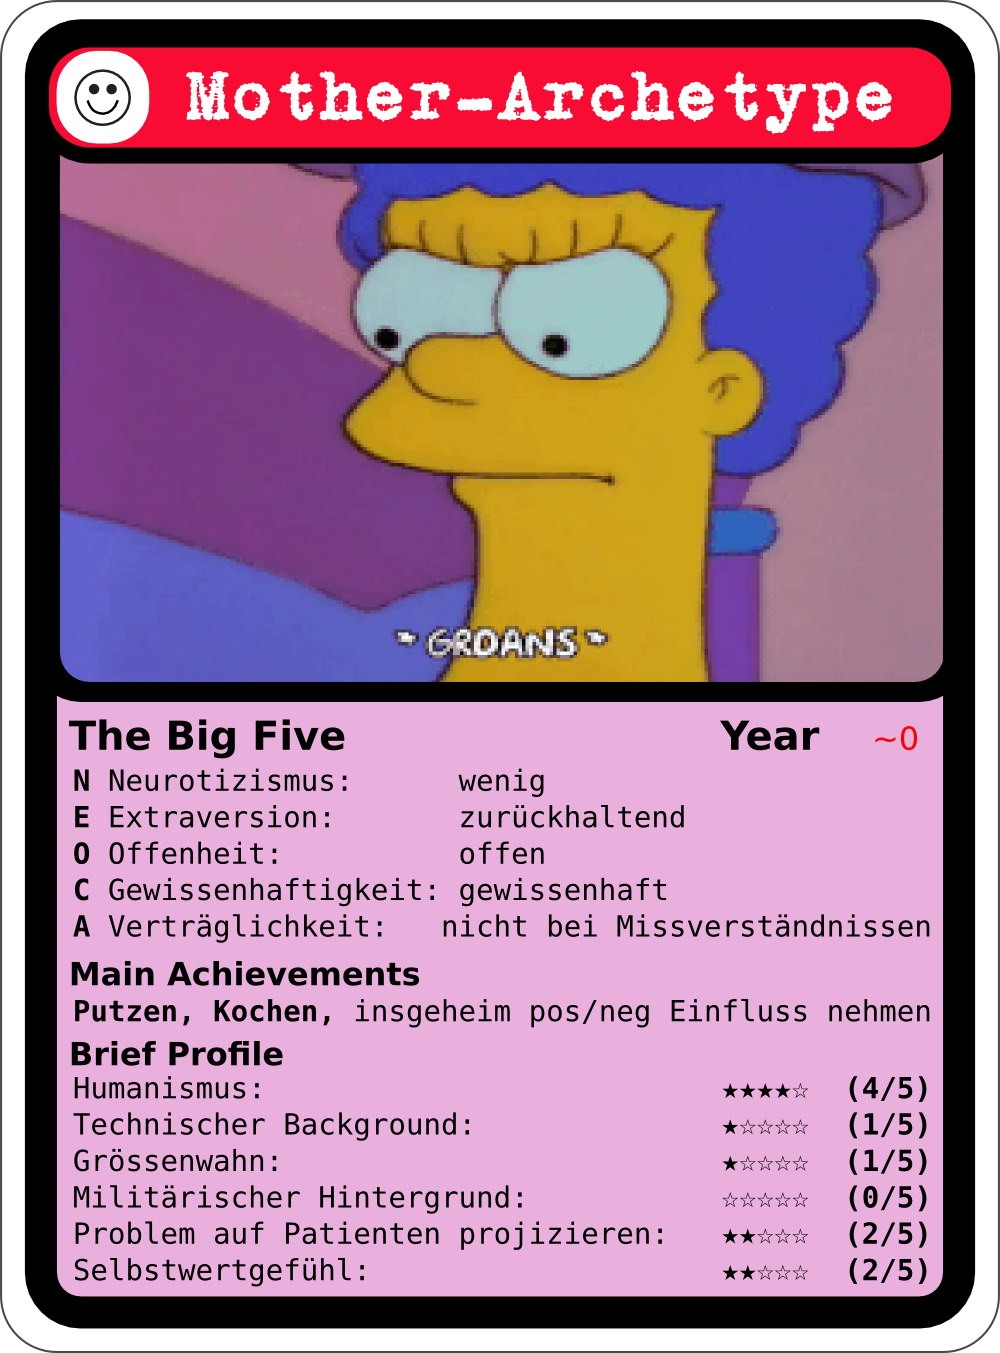 Mother-Archetype
~ GROANS ~
The Big Five Year ~0
N Neurotizismus: wenig
E Extraversion: zurückhaltend
O Offenheit: offen
C Gewissenhaftigkeit: gewissenhaft
A Verträglichkeit: nicht bei Missverständnissen
Main Achievements
Putzen, Kochen, insgeheim pos/neg Einfluss nehmen
Brief Profile
Humanismus: ★★★★☆ (4/5)
Technischer Background: ★☆☆☆☆ (1/5)
Grössenwahn: ★☆☆☆☆ (1/5)
Militärischer Hintergrund: ☆☆☆☆☆ (0/5)
Problem auf Patienten projizieren: ★★☆☆☆ (2/5)
Selbstwertgefühl: ★★☆☆☆ (2/5)